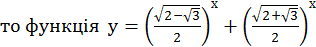 то функція y = (√(2−√3)/2)^x + (√(2+√3)/2)^x